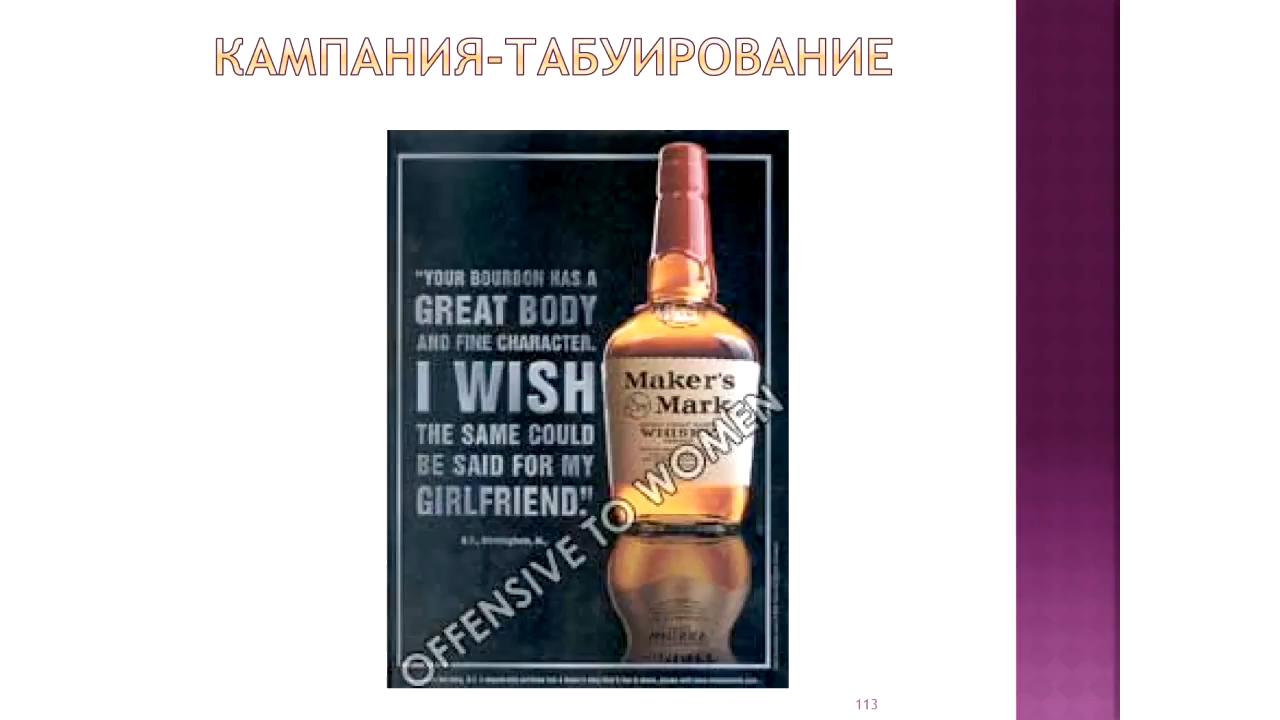 КАМПАНИЯ-ТАБУИРОВАНИЕ
"YOUR BOURBON HAS A
GREAT BODY
AND FINE CHARACTER.
I WISH
THE SAME COULD
BE SAID FOR MY
GIRLFRIEND."
Maker's
Mark
WHISKY
OFFENSIVE TO WOMEN
113